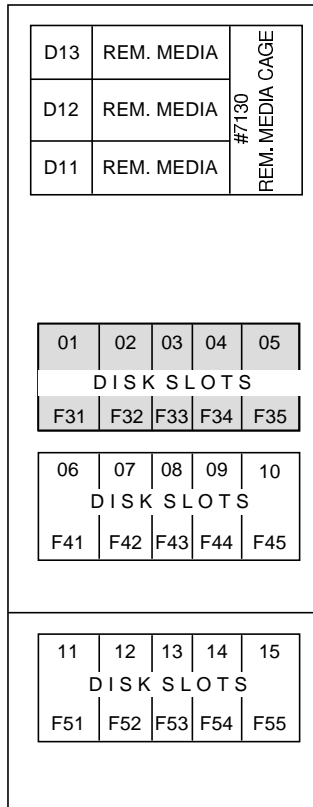 D13 REM. MEDIA
D12 REM. MEDIA
D11 REM. MEDIA
#7130
REM. MEDIA CAGE
01 02 03 04 05
DISK SLOTS
F31 F32 F33 F34 F35
06 07 08 09 10
DISK SLOTS
F41 F42 F43 F44 F45
11 12 13 14 15
DISK SLOTS
F51 F52 F53 F54 F55